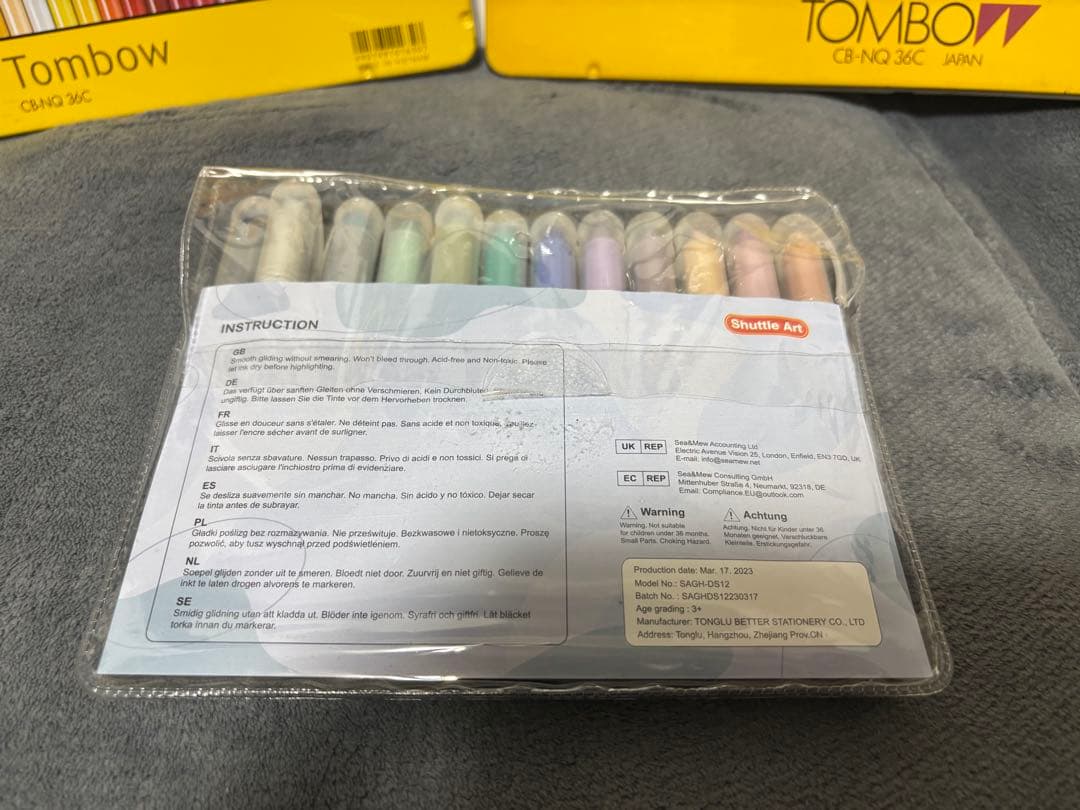 Tombow
CB-NQ 36C
TOMBOW
CB-NQ 36C JAPAN
INSTRUCTION
Shuttle Art
GB
Smooth gliding without smearing. Won't bleed through. Acid-free and Non-toxic. Please
let ink dry before highlighting.
DE
Das verfügt über sanften Gleiten ohne Verschmieren. Kein Durchbluten
ungiftig. Bitte lassen Sie die Tinte vor dem Hervorheben trocknen.
FR
Glisse en douceur sans s'étaler. Ne déteint pas. Sans acide et non toxique,
laisser l'encre sécher avant de surligner.
IT
Scivola senza sbavature. Nessun trapasso. Privo di acidi e non tossici. Si prega di
lasciare asciugare l'inchiostro prima di evidenziare.
ES
Se desliza suavemente sin manchar. No mancha. Sin ácido y no tóxico. Dejar secar
la tinta antes de subrayar.
PL
Gładki poślizg bez rozmazywania. Nie prześwituje. Bezkwasowe i nietoksyczne. Proszę
pozwolić, aby tusz wyschnął przed podświetleniem.
NL
Soepel glijden zonder uit te smeren. Bloedt niet door. Zuurvrij en niet giftig. Gelieve de
inkt te laten drogen alvorens te markeren.
SE
Smidig glidning utan att kladda ut. Blöder inte igenom. Syrafri och giftfri. Låt bläcket
torka innan du markerar.
UK REP
Sea&Mew Accounting Ltd
Electric Avenue Vision 25, London, Enfield, EN3 7GD, UK
E-mail: info@seamew.net
EC REP
Sea&Mew Consulting GmbH
Mittenhuber Straße 4, Neumarkt, 92318, DE
Email: Compliance.EU@outlook.com
Warning
Warning. Not suitable
for children under 36 months.
Small Parts. Choking Hazard.
Achtung
Achtung. Nicht für Kinder unter 36
Monaten geeignet. Verschluckbare
Kleinteile. Erstickungsgefahr.
Production date: Mar. 17. 2023
Model No.: SAGH-DS12
Batch No. : SAGHDS12230317
Age grading : 3+
Manufacturer: TONGLU BETTER STATIONERY CO., LTD
Address: Tonglu, Hangzhou, Zhejiang Prov.CN